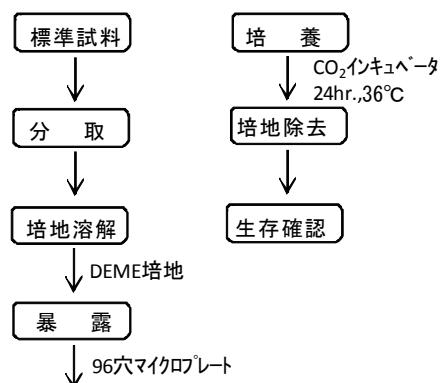 標準試料
分 取
培地溶解
DEME培地
暴 露
96穴マイクロプレート
培 養
CO₂インキュベータ
24hr.,36℃
培地除去
生存確認